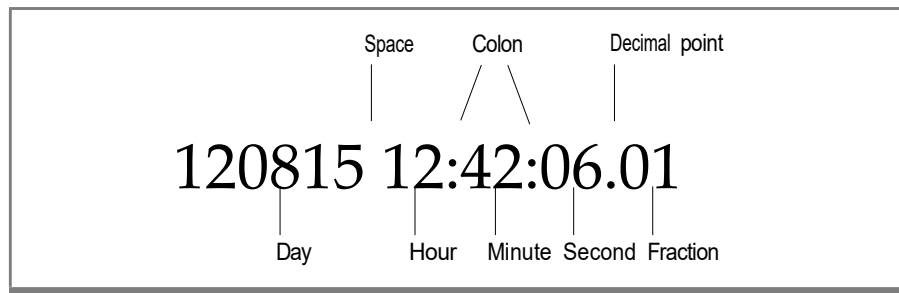 Space Colon Decimal point
120815 12:42:06.01
Day Hour Minute Second Fraction